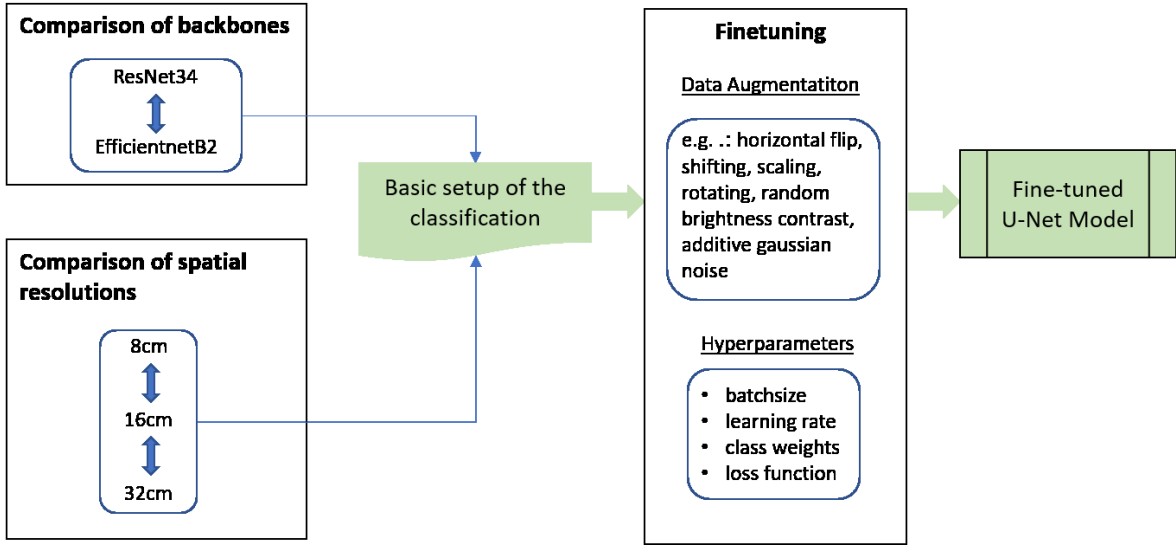 Comparison of backbones
ResNet34
EfficientnetB2
Comparison of spatial
resolutions
8cm
16cm
32cm
Basic setup of the
classification
Finetuning
Data Augmentatiton
e.g. .: horizontal flip,
shifting, scaling,
rotating, random
brightness contrast,
additive gaussian
noise
Hyperparameters
• batchsize
• learning rate
• class weights
• loss function
Fine-tuned
U-Net Model